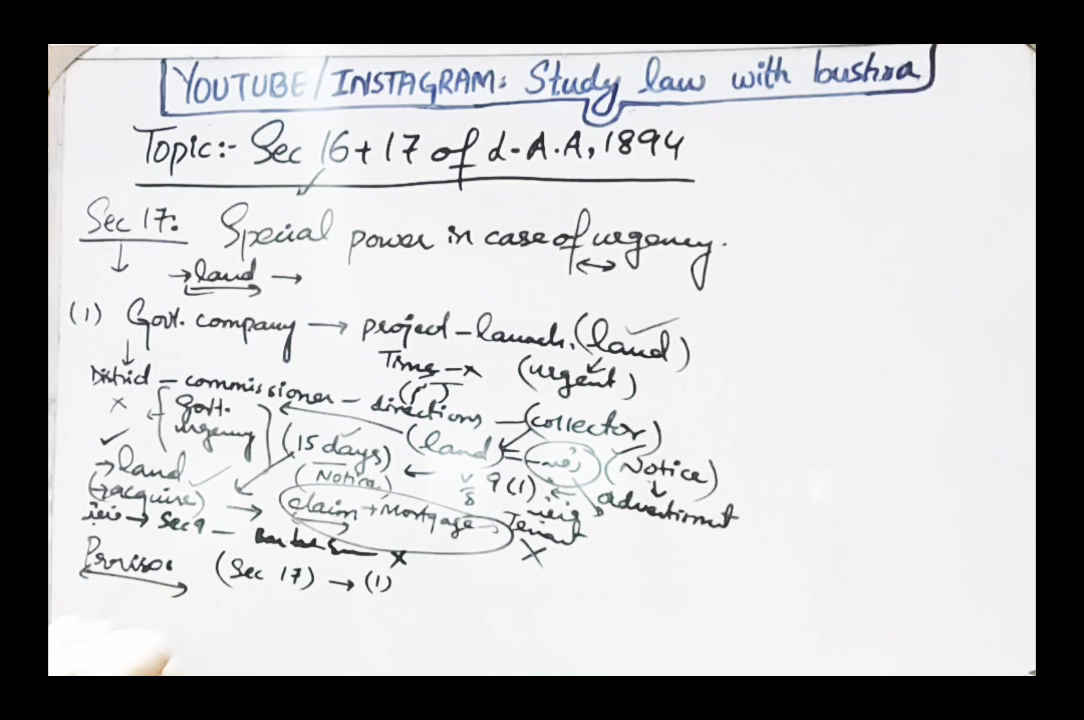 YOUTUBE/INSTAGRAM: Study law with bushra
Topic:- Sec 16+17 of L.A.A, 1894
Sec 17: Special power in case of urgency.
→ land →
(1) Govt. company → project - launch. (land)
Time - x (urgent)
District - commissioner - directions - (collector)
x (Govt. urgency) (15 days) (land) (Notice)
→ land (Notice) ← u/s 9(1) advertisment
(→ acquire) → (claim + Mortgage Tenant
→ Sec 9 - x x
Proviso: (Sec 17) → (1)